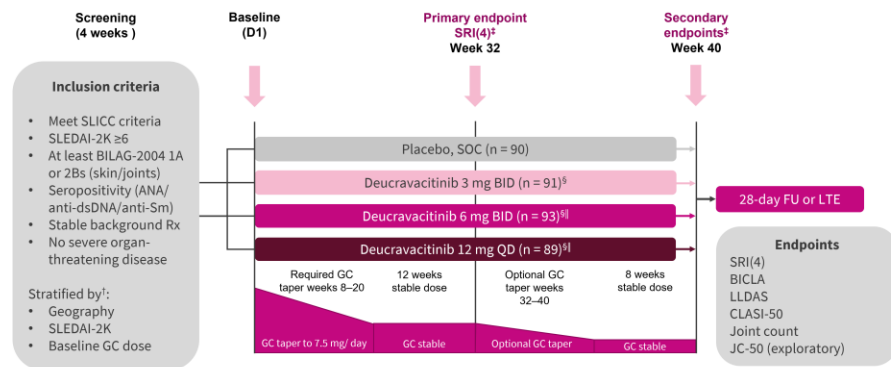 Screening
(4 weeks )
Baseline
(D1)
Primary endpoint
SRI(4)‡
Week 32
Secondary
endpoints‡
Week 40
Inclusion criteria
• Meet SLICC criteria
• SLEDAI-2K ≥6
• At least BILAG-2004 1A
or 2Bs (skin/joints)
• Seropositivity (ANA/
anti-dsDNA/anti-Sm)
• Stable background Rx
• No severe organ-
threatening disease
Stratified by†:
• Geography
• SLEDAI-2K
• Baseline GC dose
Placebo, SOC (n = 90)
Deucravacitinib 3 mg BID (n = 91)§
Deucravacitinib 6 mg BID (n = 93)§||
Deucravacitinib 12 mg QD (n = 89)§||
28-day FU or LTE
Required GC
taper weeks 8–20
12 weeks
stable dose
Optional GC
taper weeks
32–40
8 weeks
stable dose
GC taper to 7.5 mg/ day
GC stable
Optional GC taper
GC stable
Endpoints
SRI(4)
BICLA
LLDAS
CLASI-50
Joint count
JC-50 (exploratory)